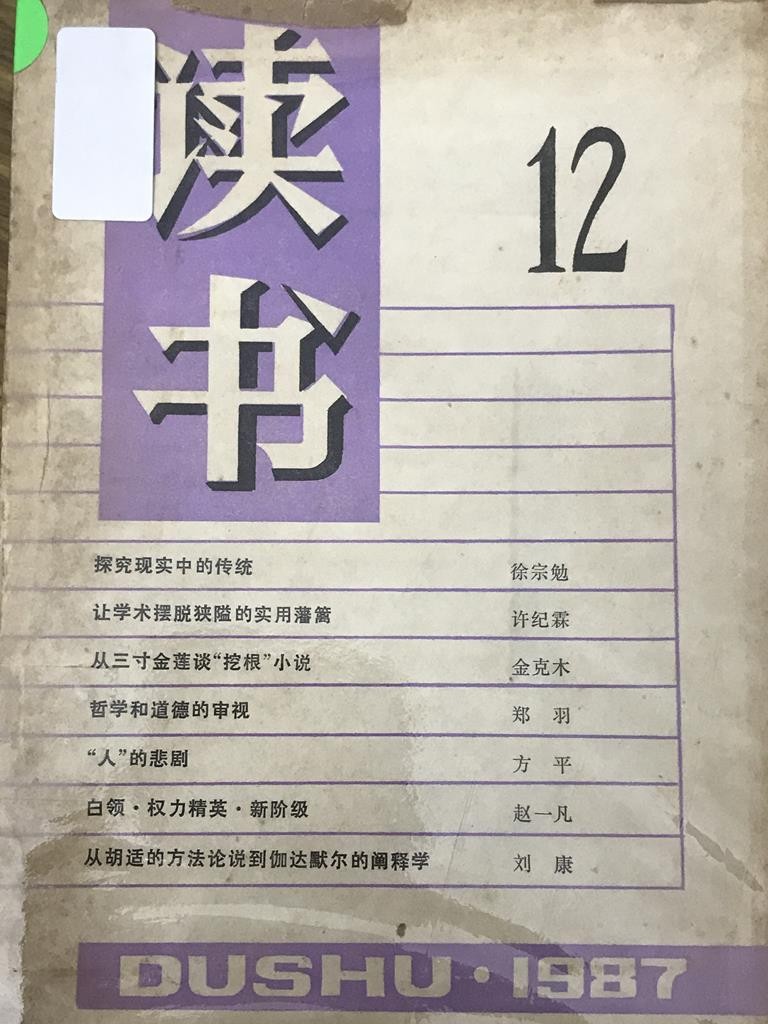 读
书
12
探究现实中的传统 徐宗勉
让学术摆脱狭隘的实用藩篱 许纪霖
从三寸金莲谈“挖根”小说 金克木
哲学和道德的审视 郑 羽
“人”的悲剧 方 平
白领·权力精英·新阶级 赵一凡
从胡适的方法论说到伽达默尔的阐释学 刘 康
DUSHU·1987